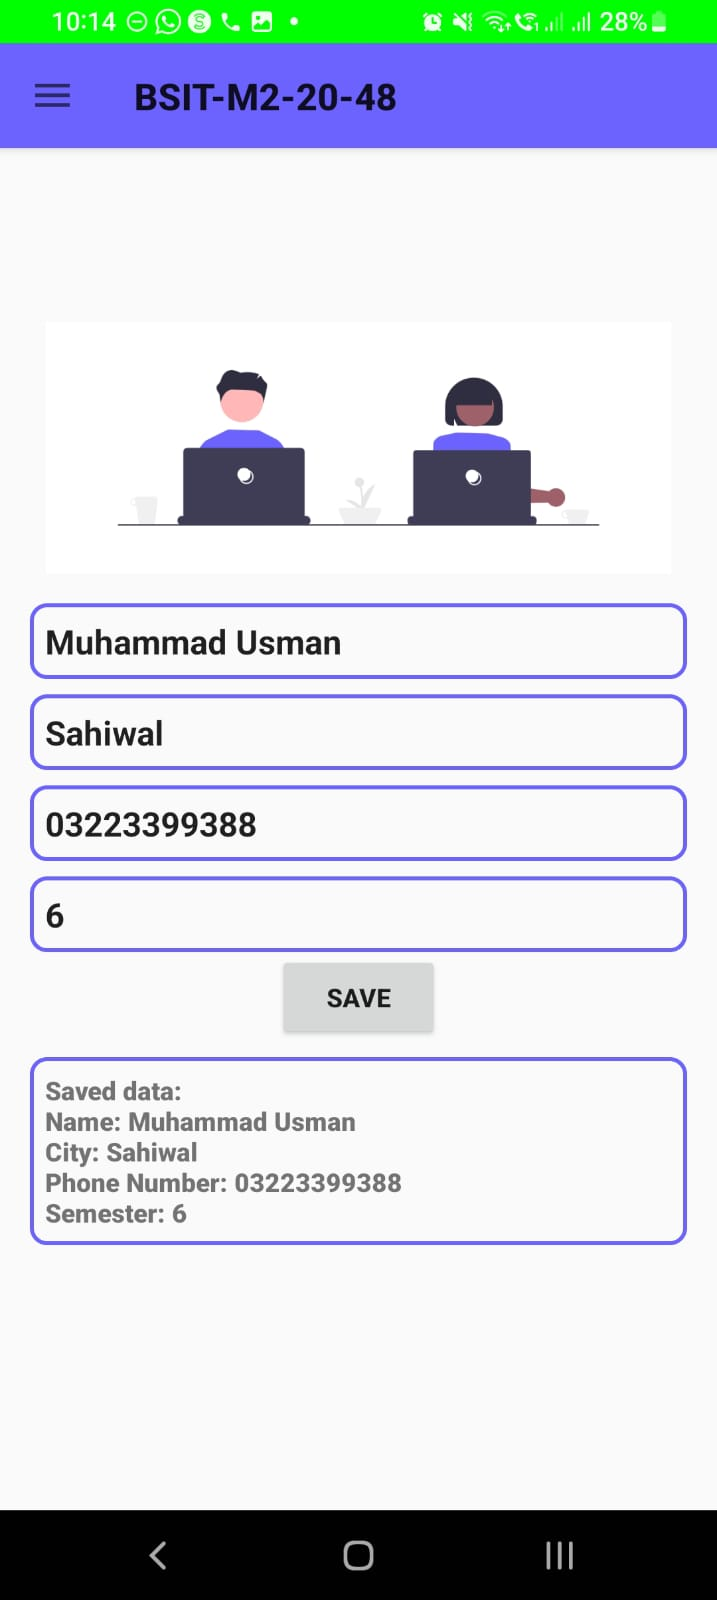 10:14
28%
BSIT-M2-20-48
Muhammad Usman
Sahiwal
03223399388
6
SAVE
Saved data:
Name: Muhammad Usman
City: Sahiwal
Phone Number: 03223399388
Semester: 6